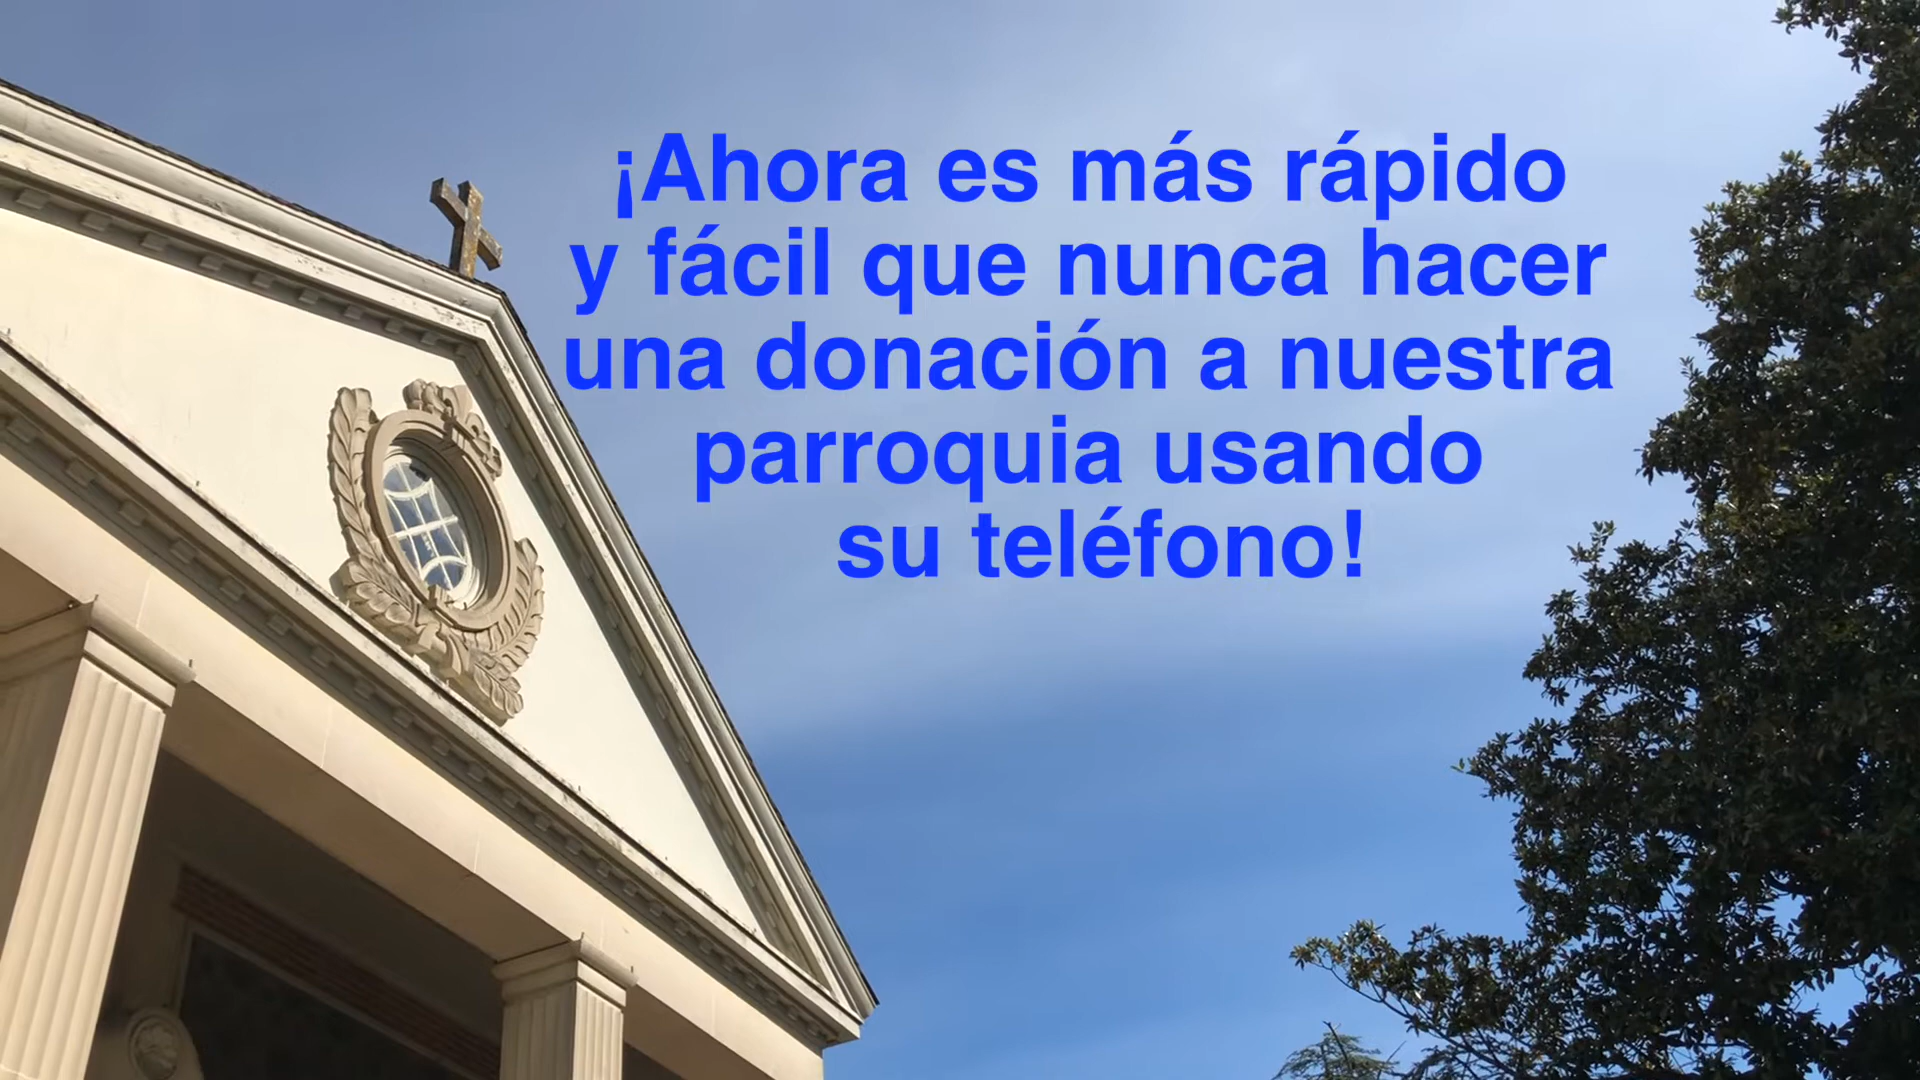 ¡Ahora es más rápido
y fácil que nunca hacer
una donación a nuestra
parroquia usando
su teléfono!